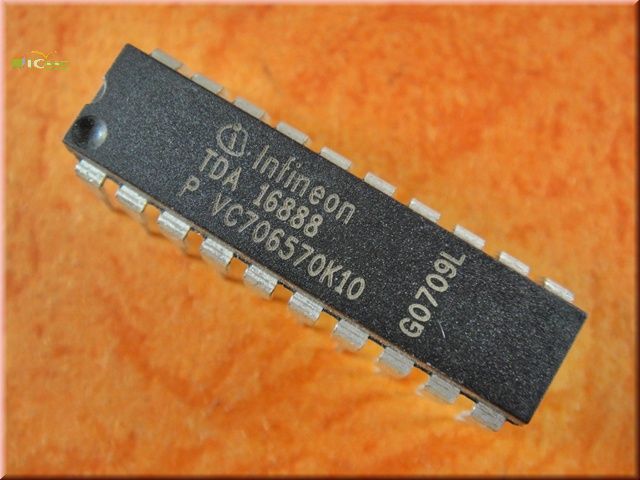 Infineon
TDA 16888
P VC706570K10
G0709L